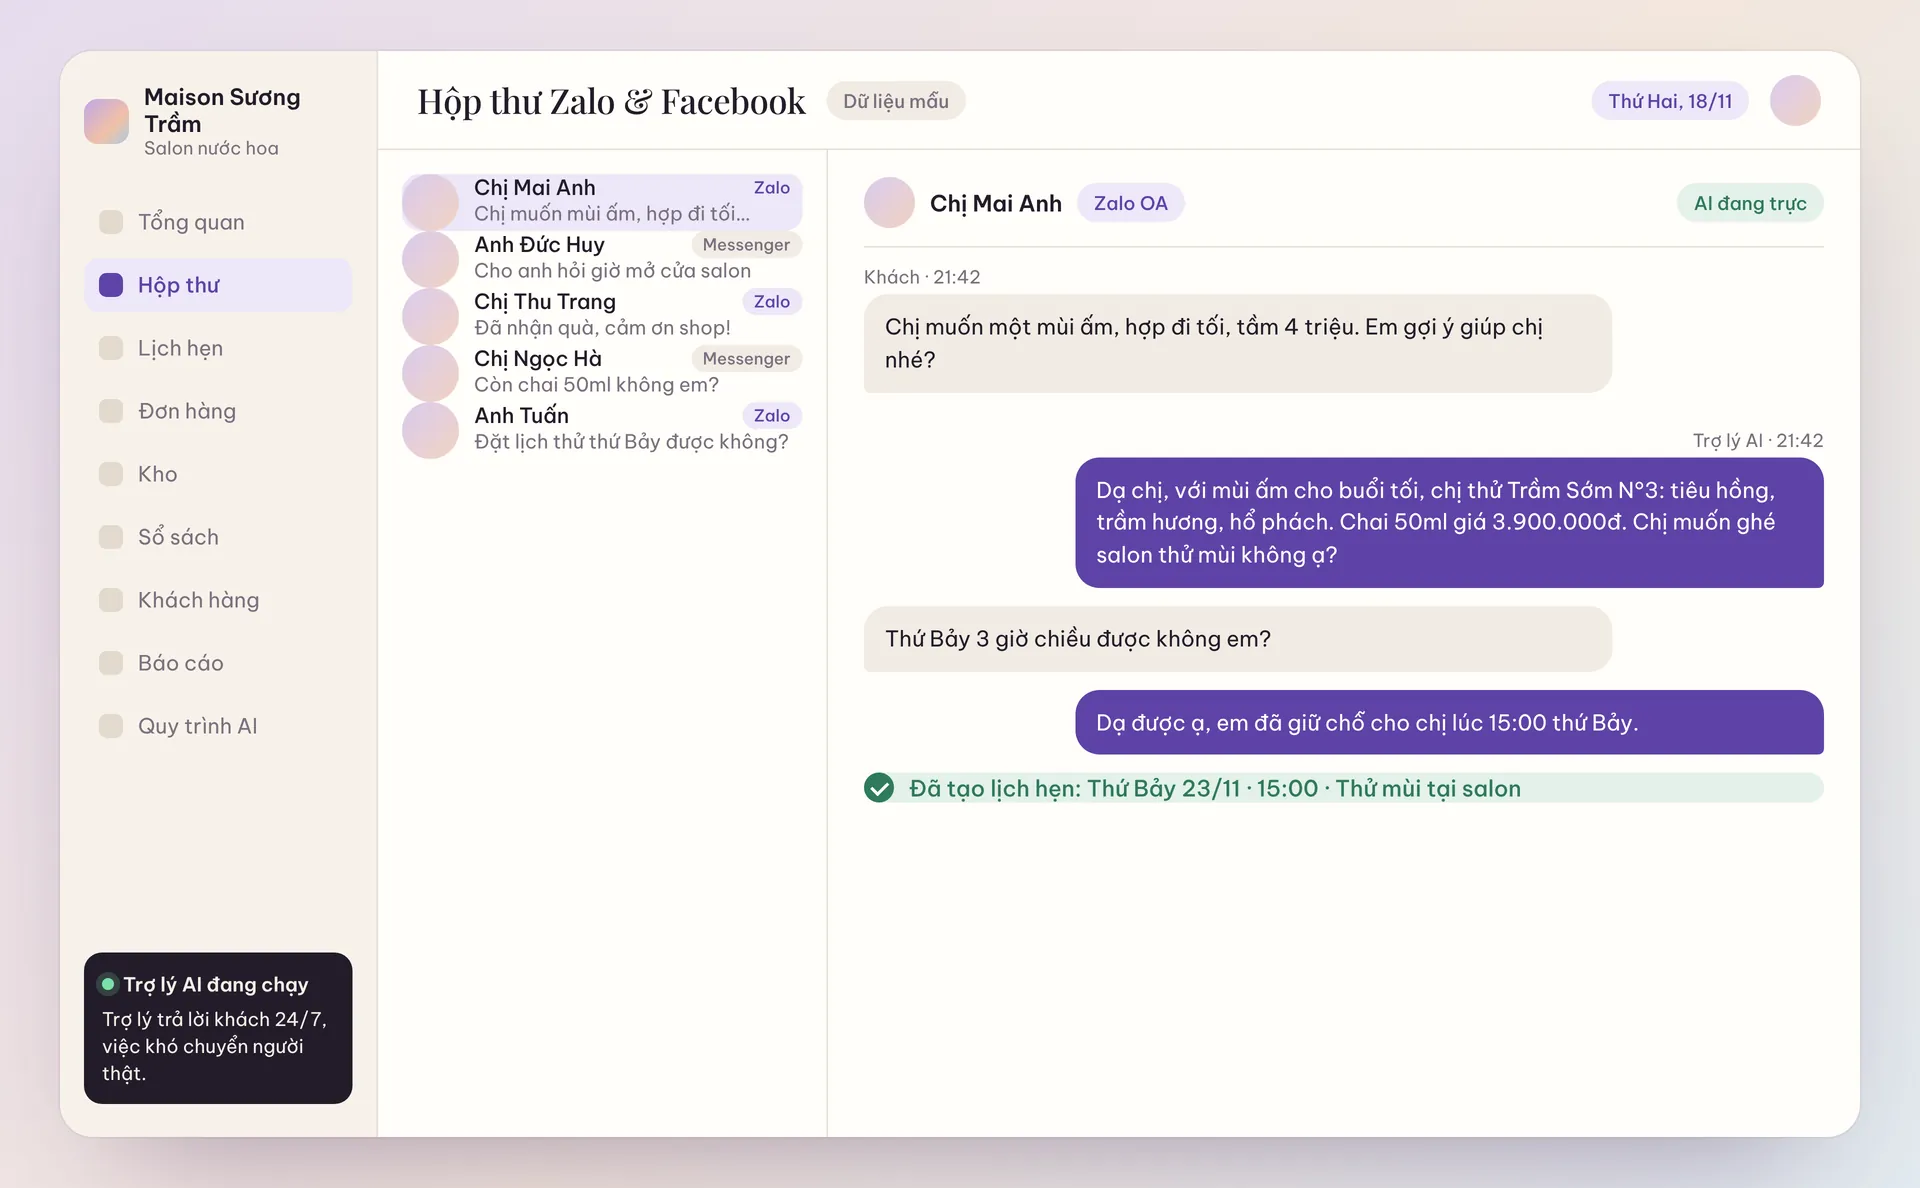 Maison Sương
Trầm
Salon nước hoa
Tổng quan
Hộp thư
Lịch hẹn
Đơn hàng
Kho
Sổ sách
Khách hàng
Báo cáo
Quy trình AI
Trợ lý AI đang chạy
Trợ lý trả lời khách 24/7,
việc khó chuyển người
thật.
Hộp thư Zalo & Facebook
Dữ liệu mẫu
Thứ Hai, 18/11
Chị Mai Anh
Zalo
Chị muốn mùi ấm, hợp đi tối...
Anh Đức Huy
Messenger
Cho anh hỏi giờ mở cửa salon
Chị Thu Trang
Zalo
Đã nhận quà, cảm ơn shop!
Chị Ngọc Hà
Messenger
Còn chai 50ml không em?
Anh Tuấn
Zalo
Đặt lịch thử thứ Bảy được không?
Chị Mai Anh
Zalo OA
AI đang trực
Khách · 21:42
Chị muốn một mùi ấm, hợp đi tối, tầm 4 triệu. Em gợi ý giúp chị
nhé?
Trợ lý AI · 21:42
Dạ chị, với mùi ấm cho buổi tối, chị thử Trầm Sớm N°3: tiêu hồng,
trầm hương, hổ phách. Chai 50ml giá 3.900.000đ. Chị muốn ghé
salon thử mùi không ạ?
Thứ Bảy 3 giờ chiều được không em?
Dạ được ạ, em đã giữ chỗ cho chị lúc 15:00 thứ Bảy.
Đã tạo lịch hẹn: Thứ Bảy 23/11 · 15:00 · Thử mùi tại salon